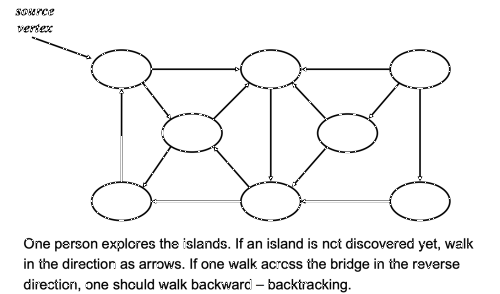 source
vertex
One person explores the islands. If an island is not discovered yet, walk
in the direction as arrows. If one walk across the bridge in the reverse
direction, one should walk backward – backtracking.